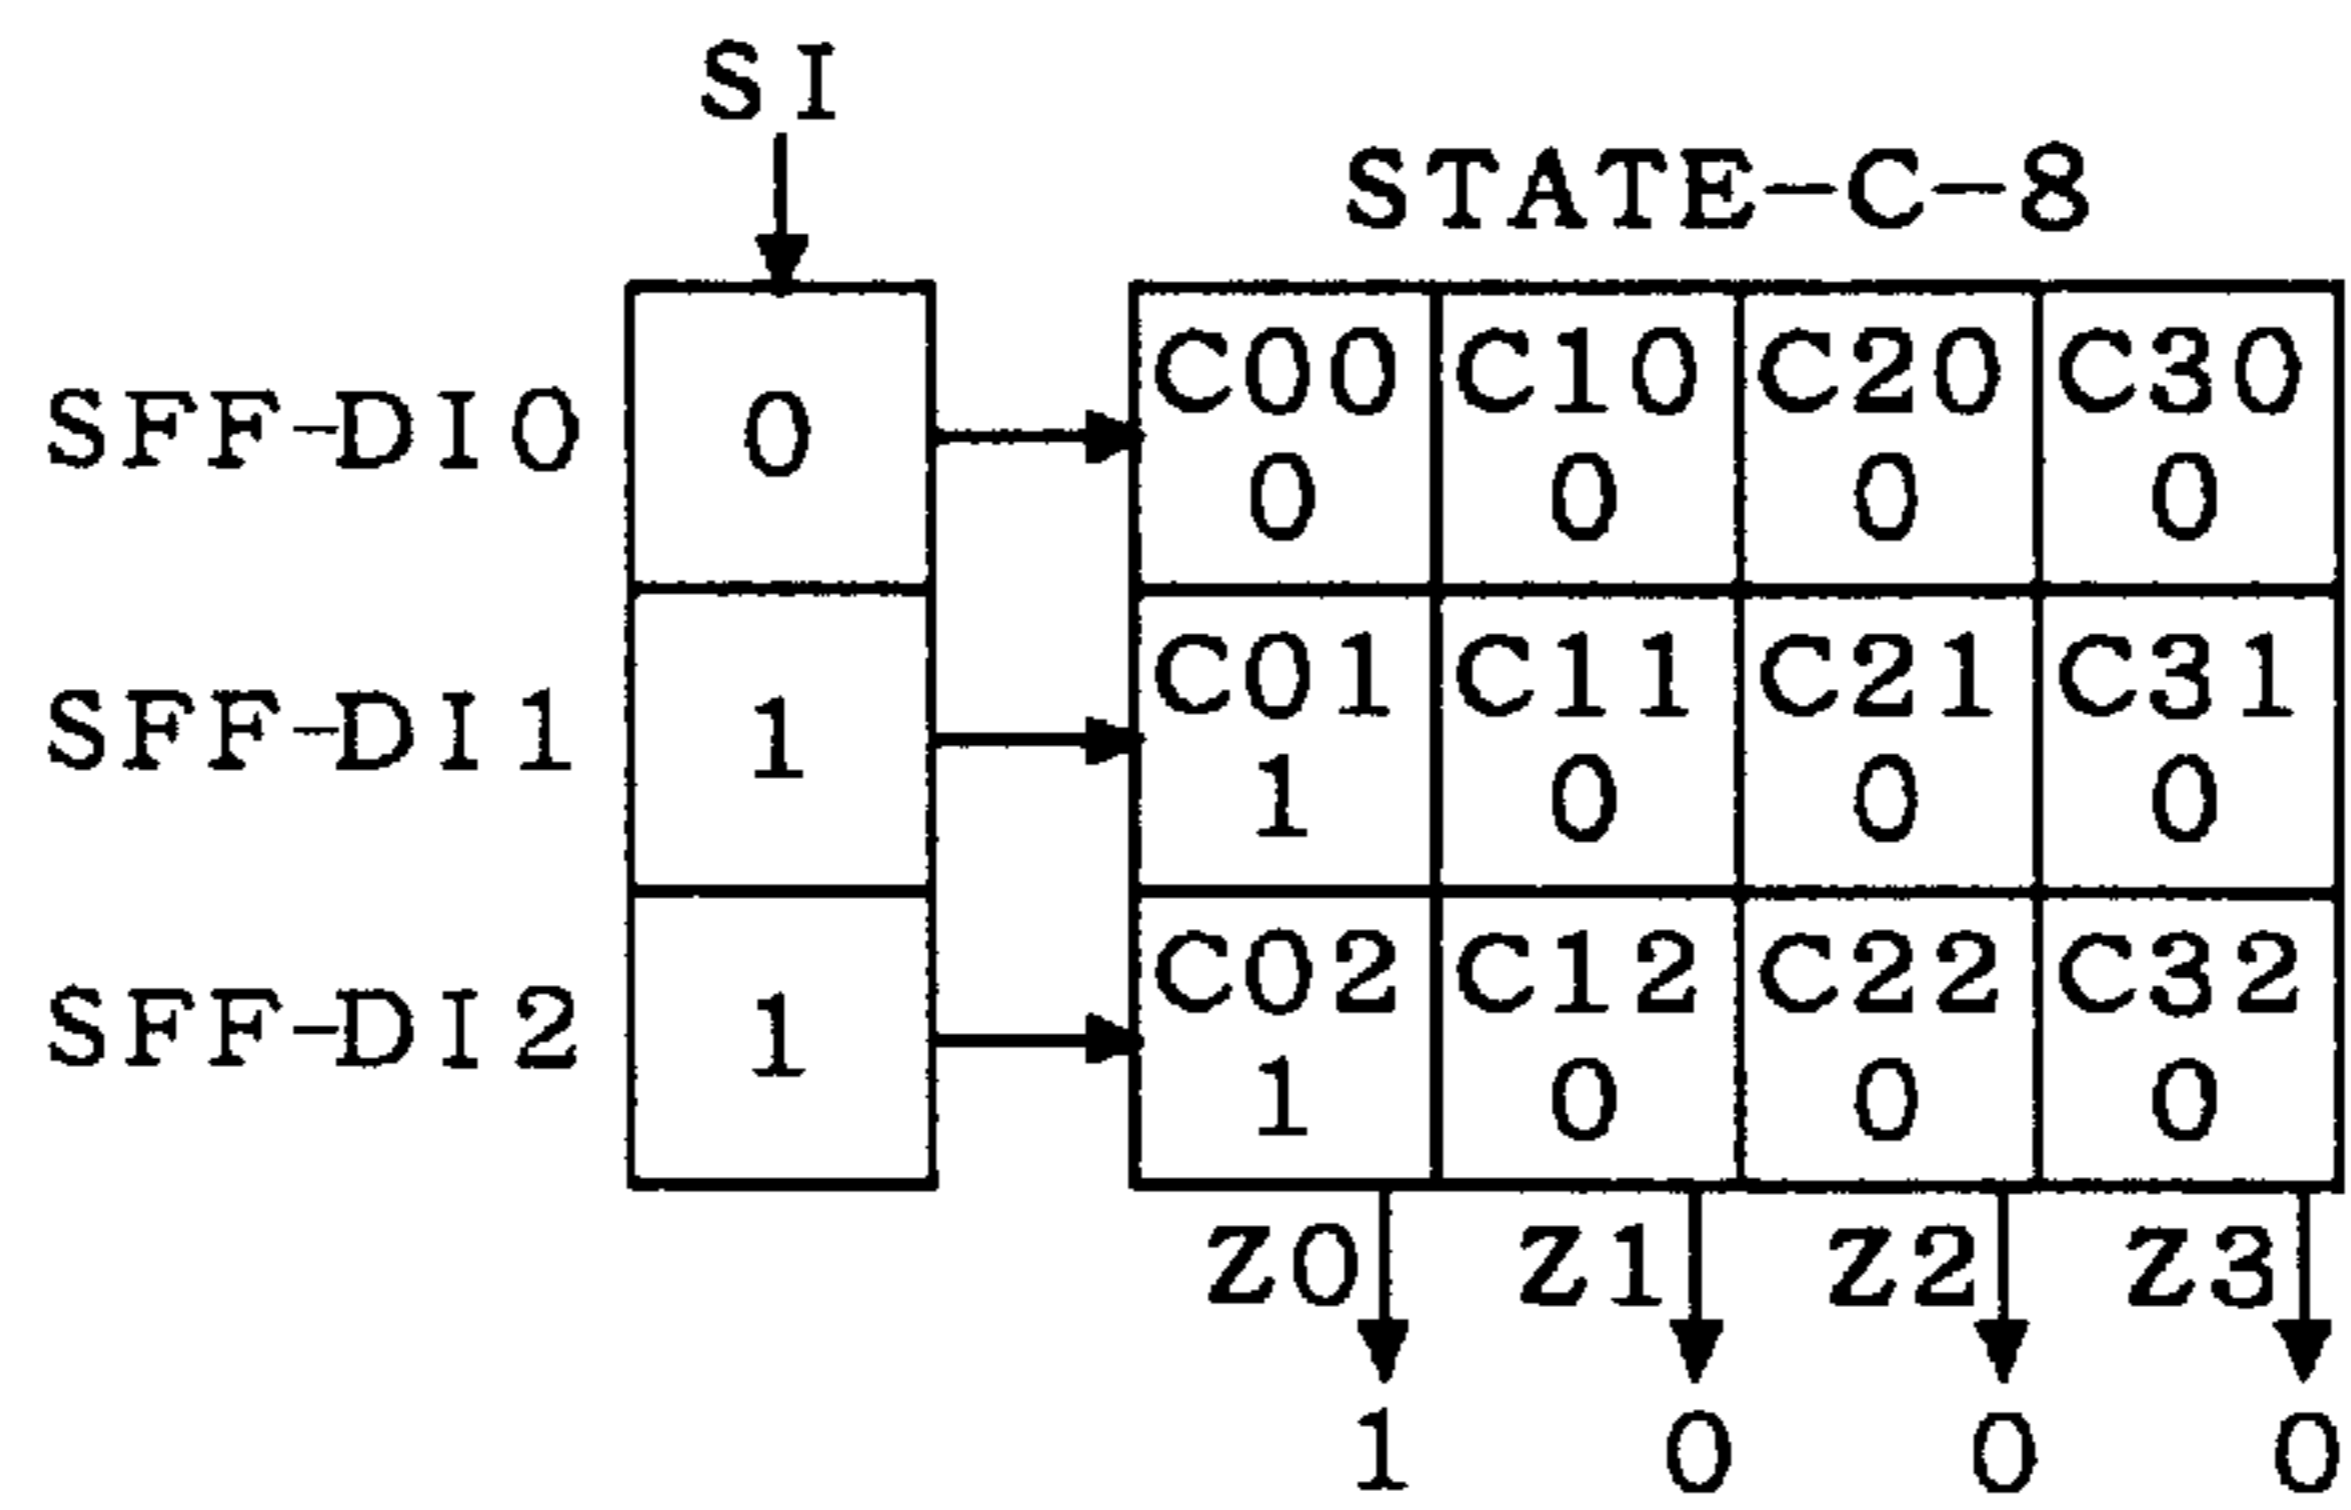 SI
STATE-C-8
C00 C10 C20 C30
SFF-DI0 0
0 0 0 0
C01 C11 C21 C31
SFF-DI1 1
1 0 0 0
C02 C12 C22 C32
SFF-DI2 1
1 0 0 0
Z0 Z1 Z2 Z3
1 0 0 0